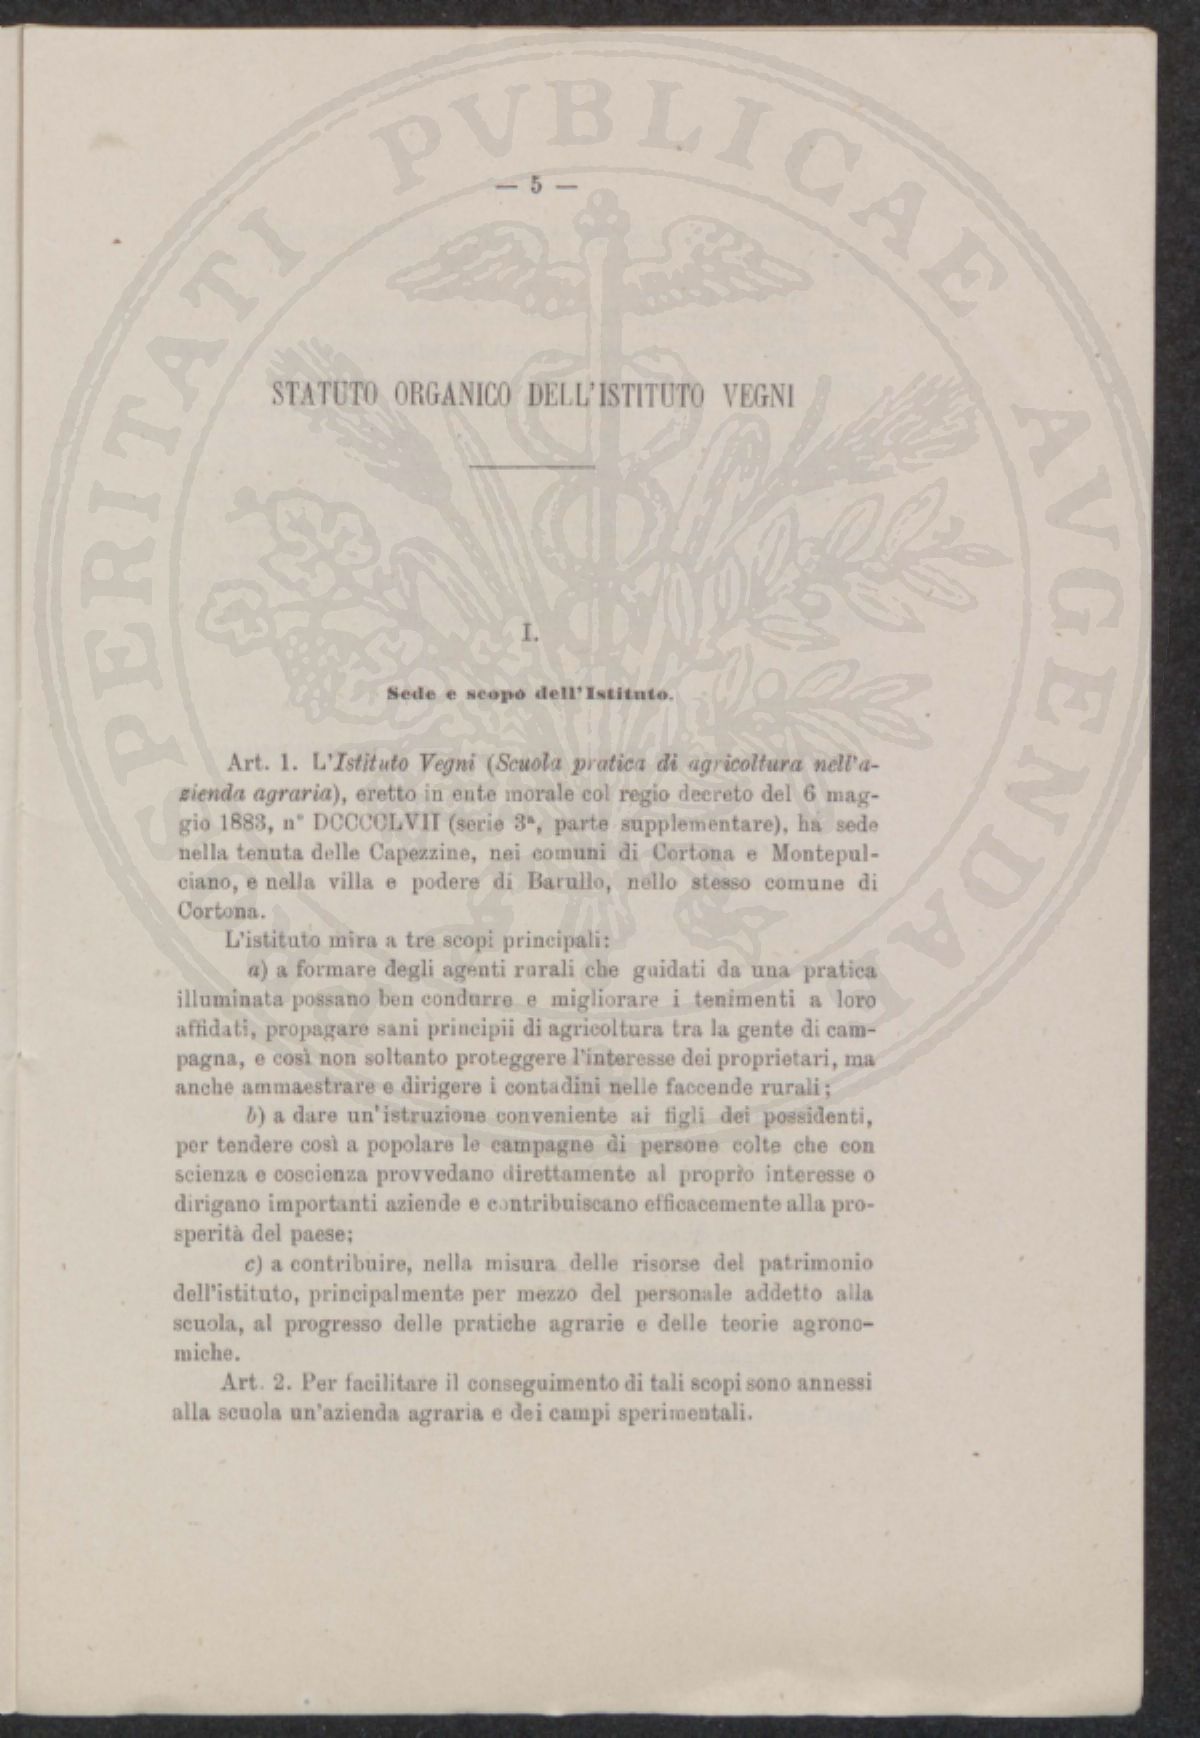 — 5 —
STATUTO ORGANICO DELL'ISTITUTO VEGNI
I.
Sede e scopo dell'Istituto.
Art. 1. L'Istituto Vegni (Scuola pratica di agricoltura nell'a-
zienda agraria), eretto in ente morale col regio decreto del 6 mag-
gio 1883, n° DCCCCLVII (serie 3ª, parte supplementare), ha sede
nella tenuta delle Capezzine, nei comuni di Cortona e Montepul-
ciano, e nella villa e podere di Barullo, nello stesso comune di
Cortona.
L'istituto mira a tre scopi principali:
a) a formare degli agenti rurali che guidati da una pratica
illuminata possano ben condurre e migliorare i tenimenti a loro
affidati, propagare sani principii di agricoltura tra la gente di cam-
pagna, e così non soltanto proteggere l'interesse dei proprietari, ma
anche ammaestrare e dirigere i contadini nelle faccende rurali;
b) a dare un'istruzione conveniente ai figli dei possidenti,
per tendere così a popolare le campagne di persone colte che con
scienza e coscienza provvedano direttamente al proprio interesse o
dirigano importanti aziende e contribuiscano efficacemente alla pro-
sperità del paese;
c) a contribuire, nella misura delle risorse del patrimonio
dell'istituto, principalmente per mezzo del personale addetto alla
scuola, al progresso delle pratiche agrarie e delle teorie agrono-
miche.
Art. 2. Per facilitare il conseguimento di tali scopi sono annessi
alla scuola un'azienda agraria e dei campi sperimentali.
PROSPERITATI PVBLICAE AVGENDAE